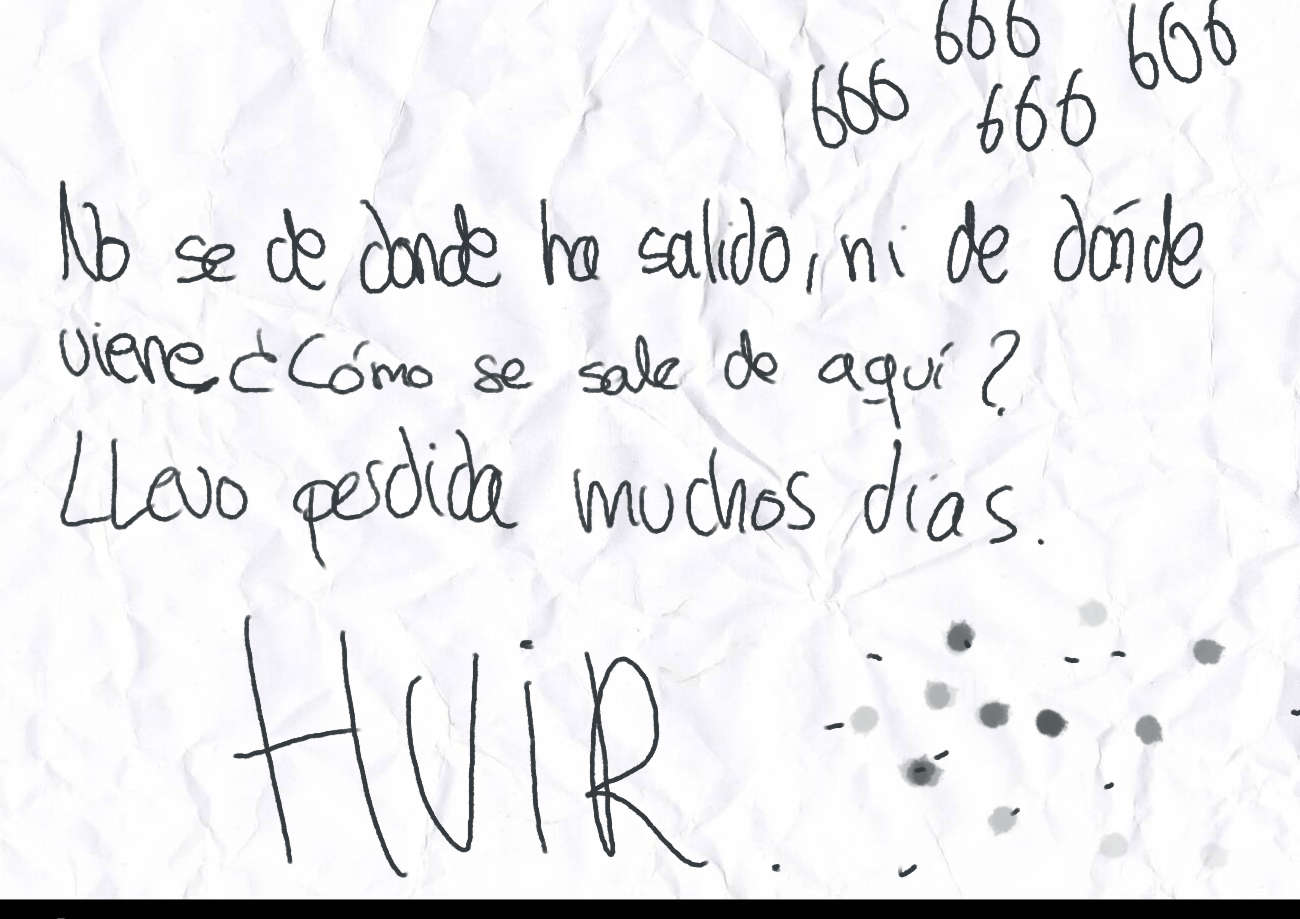 666 606
666 666
No se de donde ha salido, ni de dónde
viene ¿Cómo se sale de aquí?
LLevo perdida muchos días.
HUiR